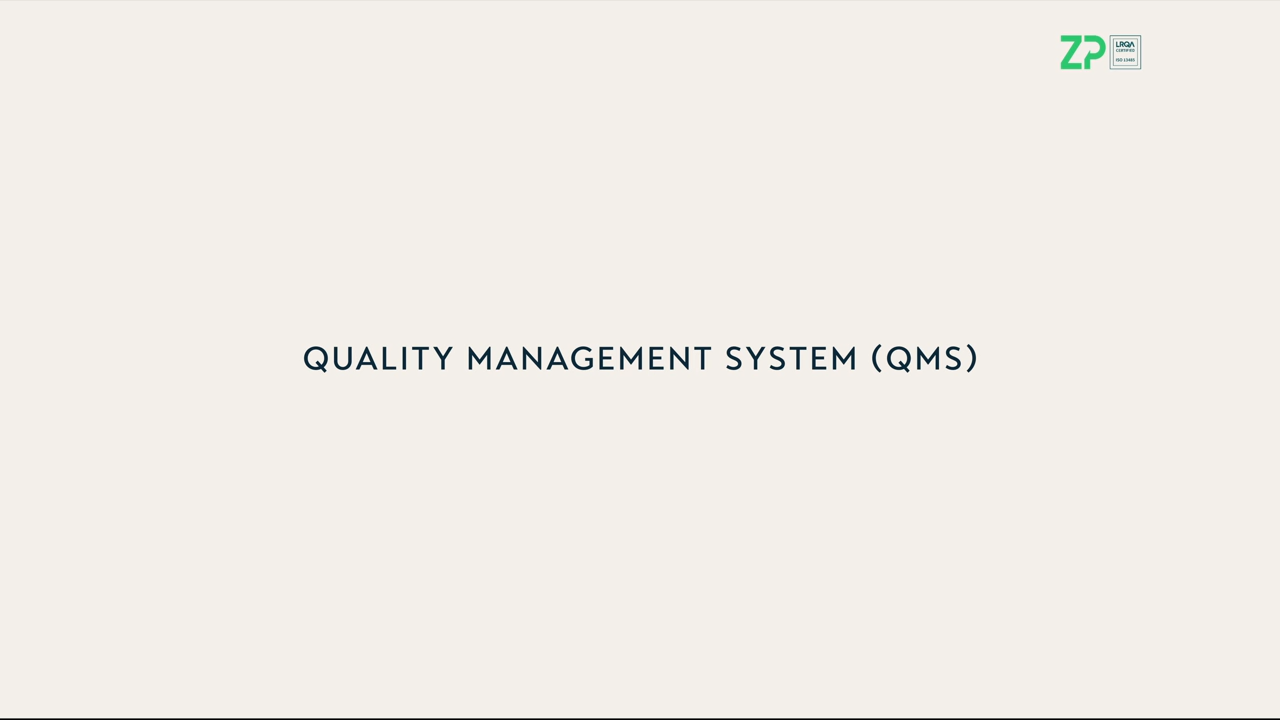 ZP
LRQA
CERTIFIED
ISO 13485
QUALITY MANAGEMENT SYSTEM (QMS)